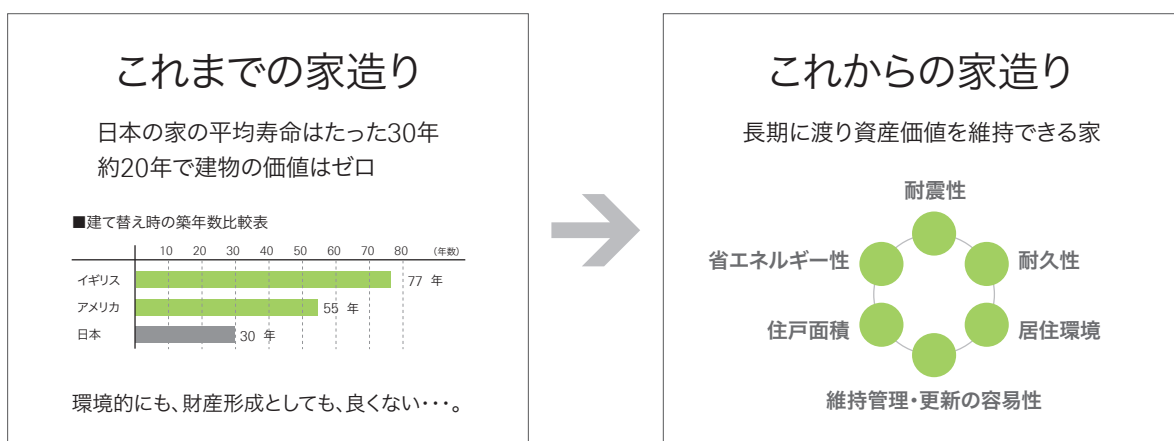 これまでの家造り
日本の家の平均寿命はたった30年
約20年で建物の価値はゼロ
■建て替え時の築年数比較表
10 20 30 40 50 60 70 80 (年数)
イギリス 77 年
アメリカ 55 年
日本 30 年
環境的にも、財産形成としても、良くない・・・。
これからの家造り
長期に渡り資産価値を維持できる家
耐震性
省エネルギー性 耐久性
住戸面積 居住環境
維持管理・更新の容易性